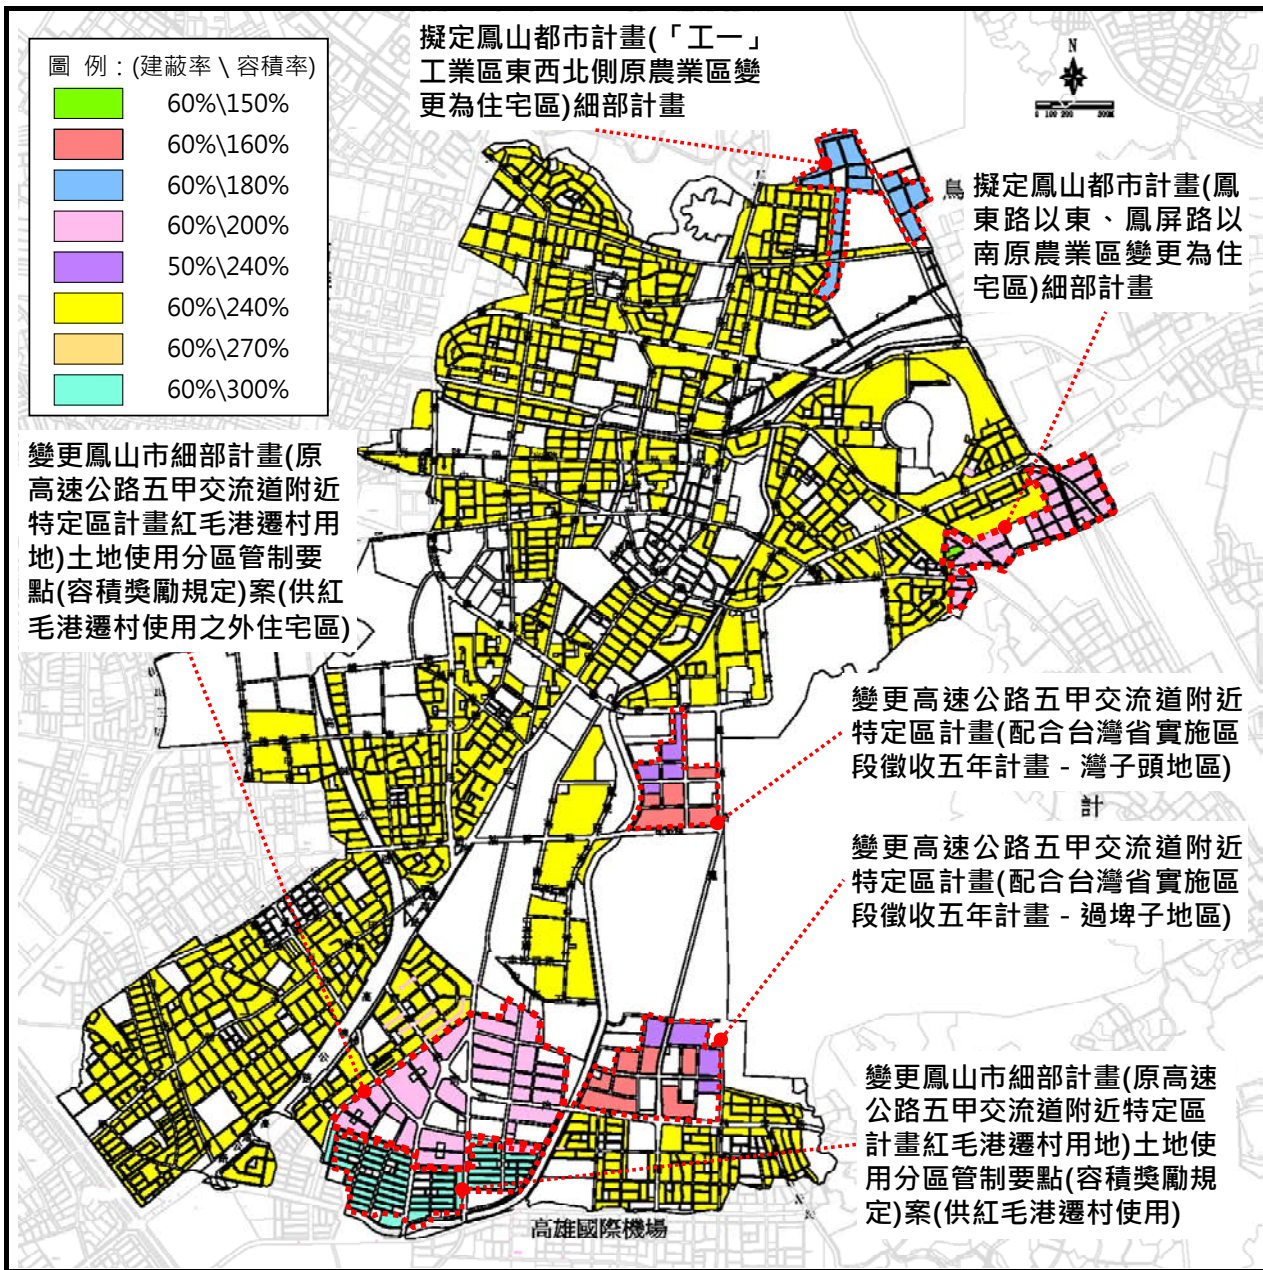 擬定鳳山都市計畫(「工一」
工業區東西北側原農業區變
更為住宅區)細部計畫
圖 例：(建蔽率 \ 容積率)
60%\150%
60%\160%
60%\180%
60%\200%
50%\240%
60%\240%
60%\270%
60%\300%
N
0 100 200 500M
鳥
擬定鳳山都市計畫(鳳
東路以東、鳳屏路以
南原農業區變更為住
宅區)細部計畫
變更鳳山市細部計畫(原
高速公路五甲交流道附近
特定區計畫紅毛港遷村用
地)土地使用分區管制要
點(容積獎勵規定)案(供紅
毛港遷村使用之外住宅區)
變更高速公路五甲交流道附近
特定區計畫(配合台灣省實施區
段徵收五年計畫－灣子頭地區)
計
變更高速公路五甲交流道附近
特定區計畫(配合台灣省實施區
段徵收五年計畫－過埤子地區)
變更鳳山市細部計畫(原高速
公路五甲交流道附近特定區
計畫紅毛港遷村用地)土地使
用分區管制要點(容積獎勵規
定)案(供紅毛港遷村使用)
高雄國際機場